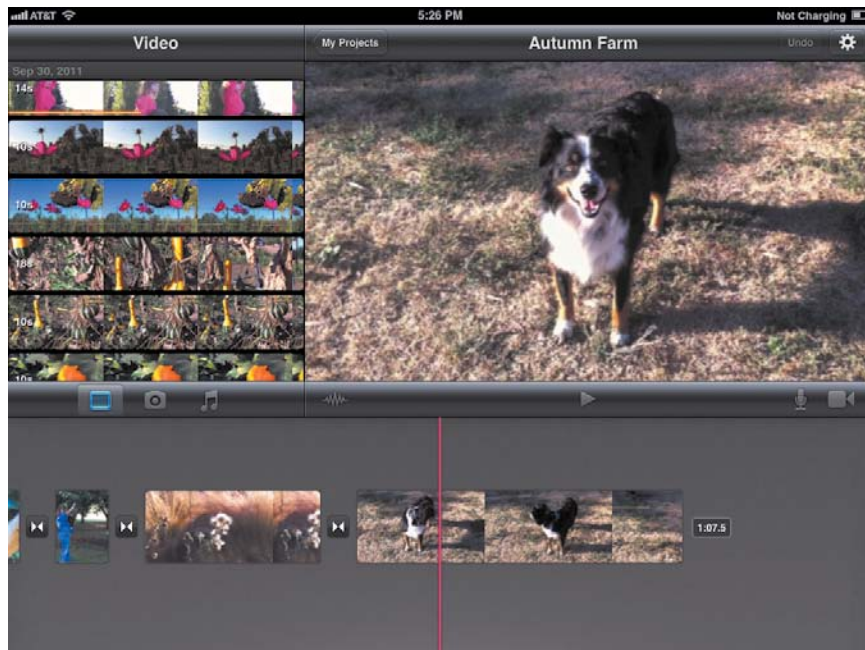 AT&T 5:26 PM Not Charging
Video My Projects Autumn Farm Undo
Sep 30, 2011
14s
10s
10s
18s
10s
10s
1:07.5